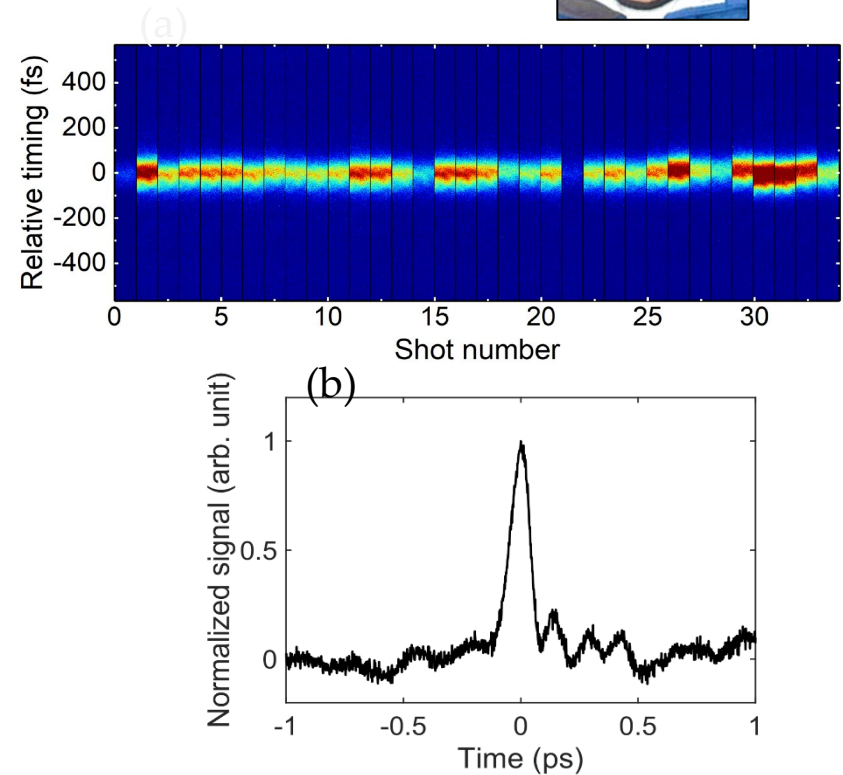 (a)
Relative timing (fs)
400
200
0
-200
-400
0 5 10 15 20 25 30
Shot number
(b)
Normalized signal (arb. unit)
1
0.5
0
-1 -0.5 0 0.5 1
Time (ps)